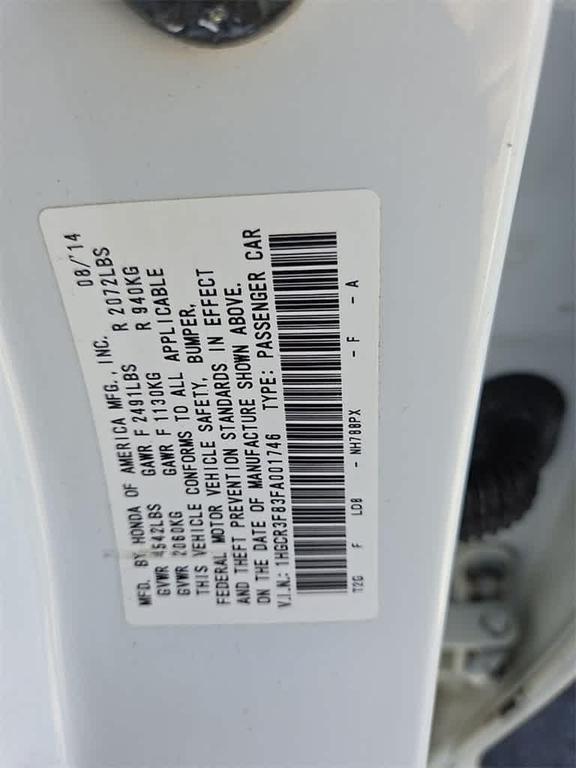 MFD. BY HONDA OF AMERICA MFG., INC. 08/14
GVWR 4542LBS GAWR F 2491LBS R 2072LBS
GVWR 2060KG GAWR F 1130KG R 940KG
THIS VEHICLE CONFORMS TO ALL APPLICABLE
FEDERAL MOTOR VEHICLE SAFETY, BUMPER,
AND THEFT PREVENTION STANDARDS IN EFFECT
ON THE DATE OF MANUFACTURE SHOWN ABOVE.
V.I.N.: 1HGCR3F83FA001746 TYPE: PASSENGER CAR
T2G F LD8 - NH788PX - F - A